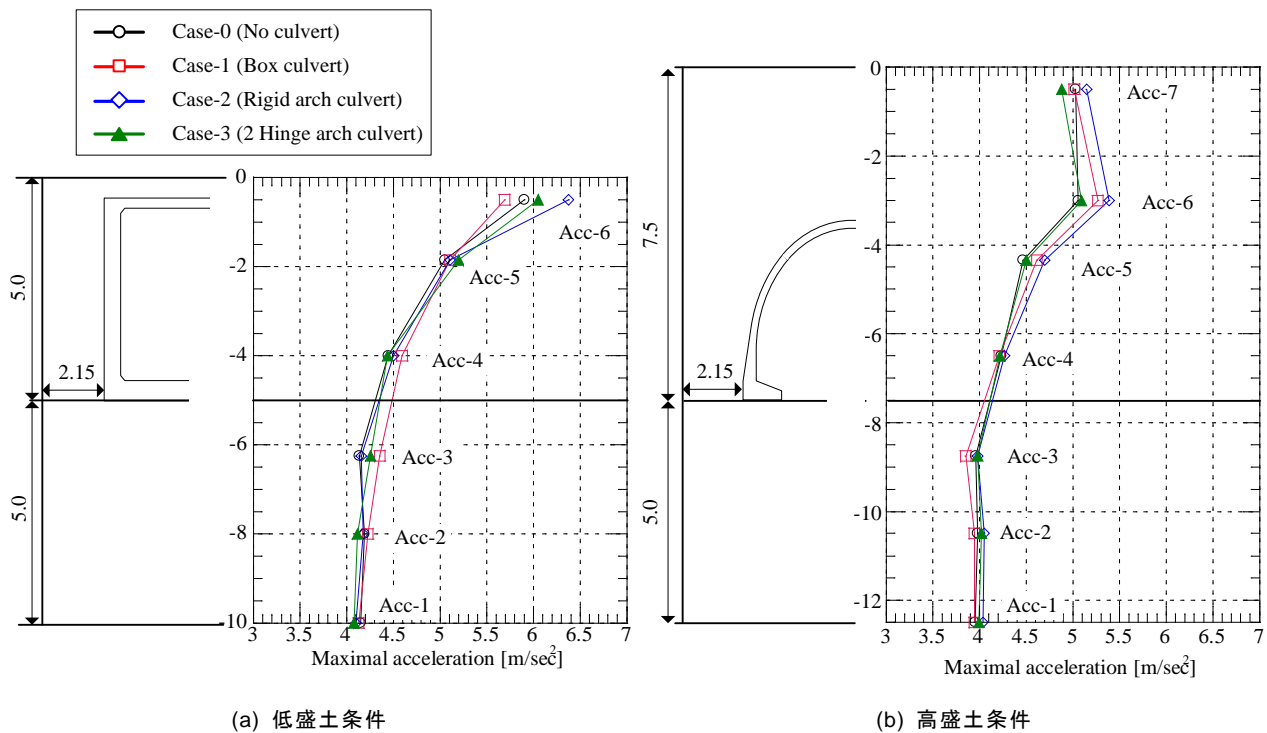 Case-0 (No culvert)
Case-1 (Box culvert)
Case-2 (Rigid arch culvert)
Case-3 (2 Hinge arch culvert)
5.0
2.15
5.0
0
-2
-4
-6
-8
10
3 4 4.5 5 5.5 6 6.5 7
Acc-6
Acc-5
Acc-4
Acc-3
Acc-2
Acc-1
Maximal acceleration [m/sec2]
(a) 低盛土条件
7.5
2.15
5.0
0
-2
-4
-6
-8
-10
-12
3 3.5 4 4.5 5 5.5 6 6.5 7
Acc-7
Acc-6
Acc-5
Acc-4
Acc-3
Acc-2
Acc-1
Maximal acceleration [m/sec2]
(b) 高盛土条件